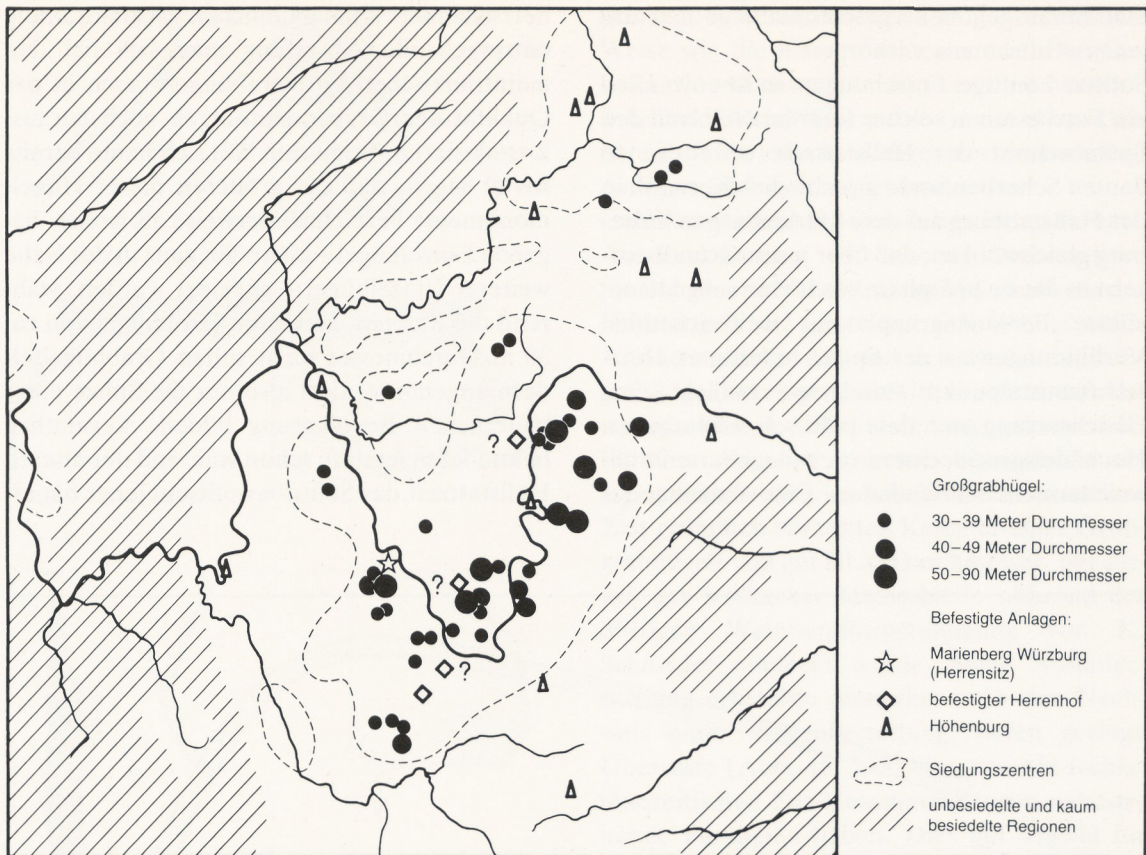 ?
?
?
Großgrabhügel:
30–39 Meter Durchmesser
40–49 Meter Durchmesser
50–90 Meter Durchmesser
Befestigte Anlagen:
Marienberg Würzburg
(Herrensitz)
befestigter Herrenhof
Höhenburg
Siedlungszentren
unbesiedelte und kaum
besiedelte Regionen